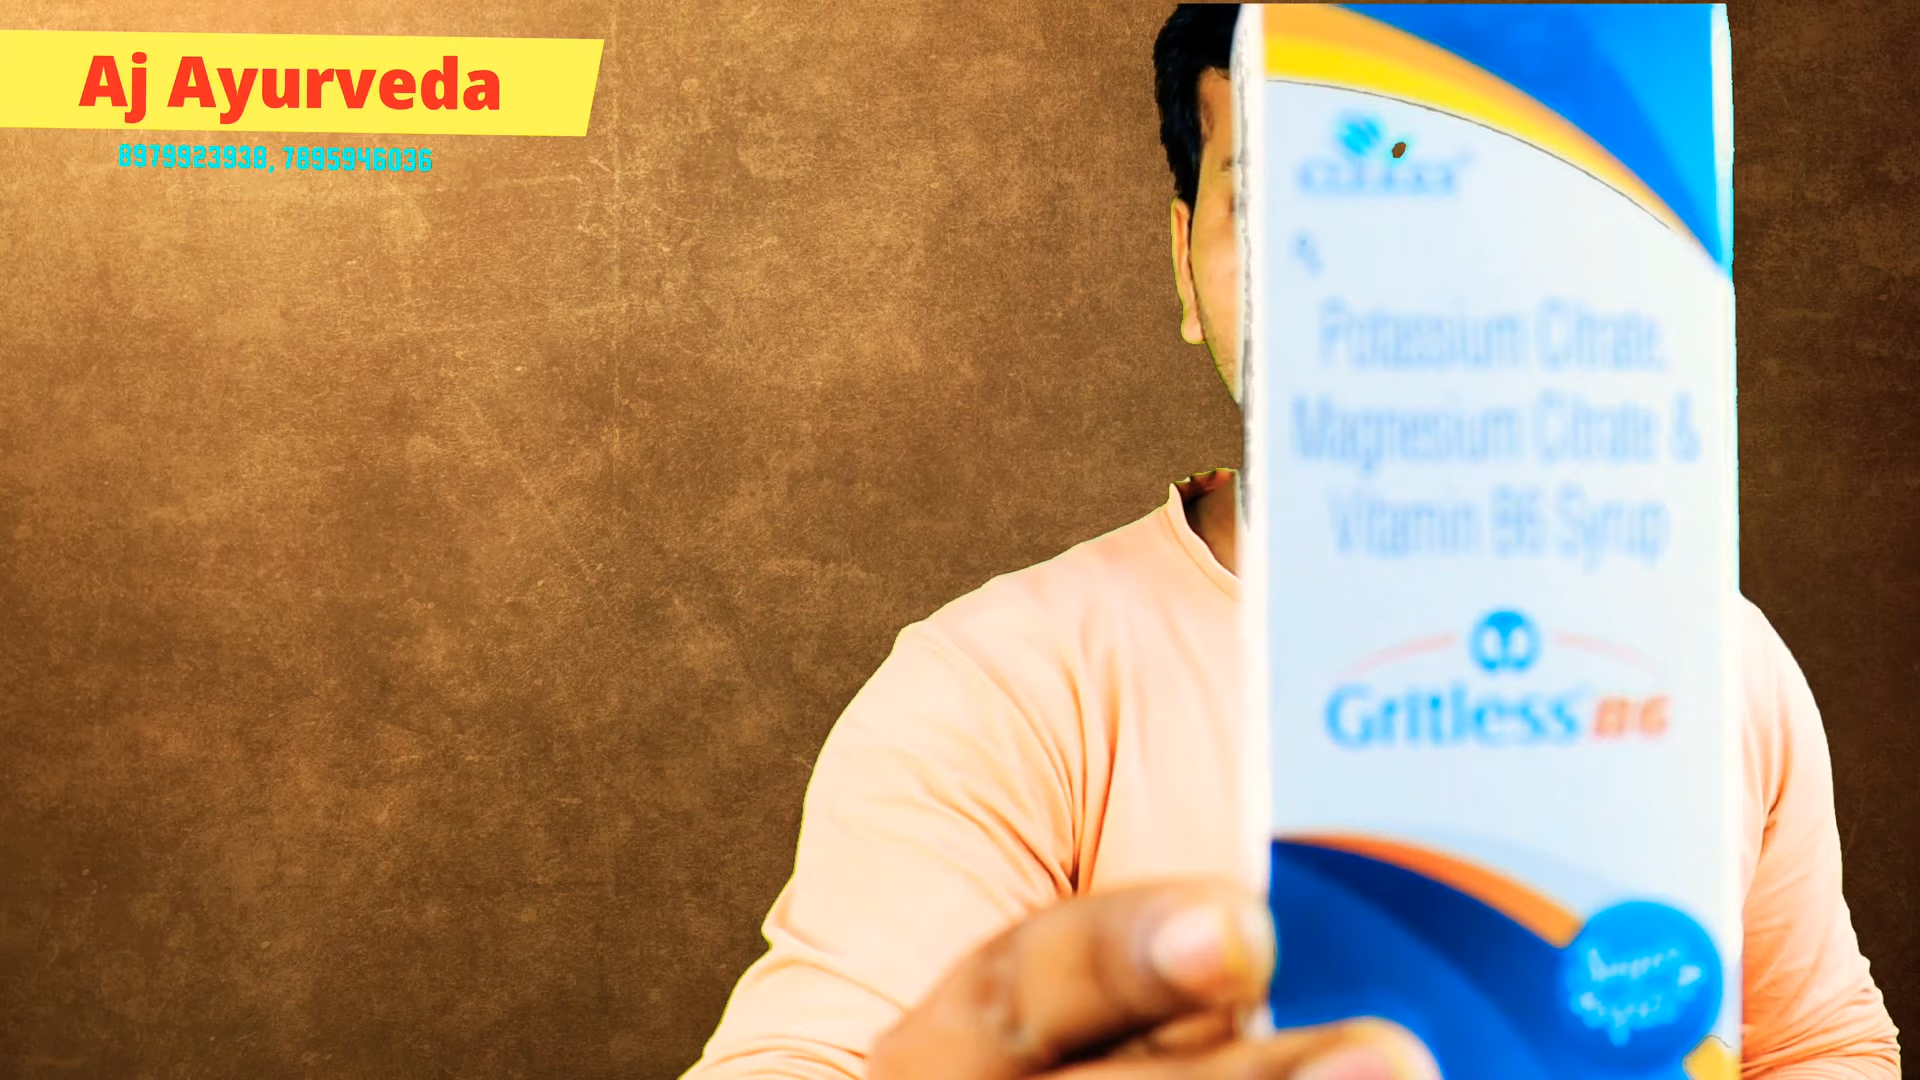 Aj Ayurveda
8979923938, 7895946036
Potassium Citrate,
Magnesium Citrate &
Vitamin B6 Syrup
Gritless B6